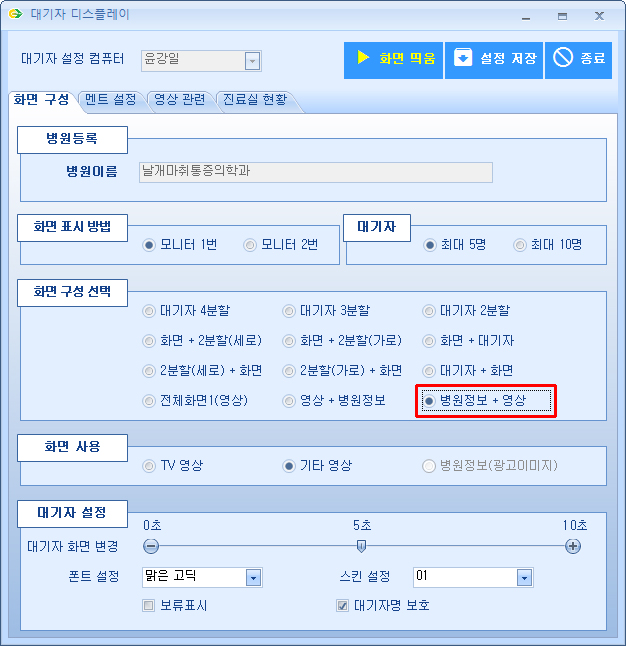 대기자 디스플레이
대기자 설정 컴퓨터 윤강일 화면 띄움 설정 저장 종료
화면 구성 멘트 설정 영상 관련 진료실 현황
병원등록
병원이름 날개마취통증의학과
화면 표시 방법 대기자
모니터 1번 모니터 2번 최대 5명 최대 10명
화면 구성 선택
대기자 4분할 대기자 3분할 대기자 2분할
화면 + 2분할(세로) 화면 + 2분할(가로) 화면 + 대기자
2분할(세로) + 화면 2분할(가로) + 화면 대기자 + 화면
전체화면1(영상) 영상 + 병원정보 병원정보 + 영상
화면 사용
TV 영상 기타 영상 병원정보(광고이미지)
대기자 설정
0초 5초 10초
대기자 화면 변경
폰트 설정 맑은 고딕 스킨 설정 01
보류표시 대기자명 보호